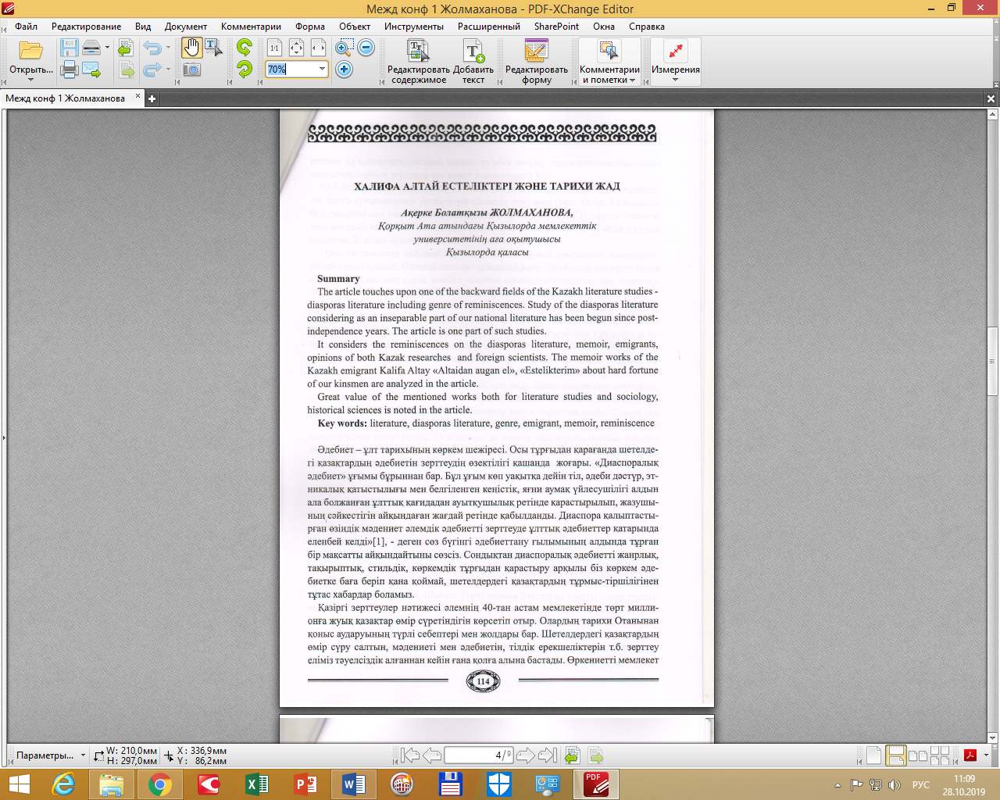 Межд конф 1 Жолмаханова - PDF-XChange Editor
Файл Редактирование Вид Документ Комментарии Форма Объект Инструменты Расширенный SharePoint Окна Справка
Открыть...
1:1
70%
Редактировать содержимое
Добавить текст
Редактировать форму
Комментарии и пометки
Измерения
Межд конф 1 Жолмаханова
ХАЛИФА АЛТАЙ ЕСТЕЛІКТЕРІ ЖӘНЕ ТАРИХИ ЖАД
Ақерке Болатқызы ЖОЛМАХАНОВА,
Қорқыт Ата атындағы Қызылорда мемлекеттік
университетінің аға оқытушысы
Қызылорда қаласы
Summary
The article touches upon one of the backward fields of the Kazakh literature studies -
diasporas literature including genre of reminiscences. Study of the diasporas literature
considering as an inseparable part of our national literature has been begun since post-
independence years. The article is one part of such studies.
It considers the reminiscences on the diasporas literature, memoir, emigrants,
opinions of both Kazak researches and foreign scientists. The memoir works of the
Kazakh emigrant Kalifa Altay «Altaidan augan el», «Estelikterim» about hard fortune
of our kinsmen are analyzed in the article.
Great value of the mentioned works both for literature studies and sociology,
historical sciences is noted in the article.
Key words: literature, diasporas literature, genre, emigrant, memoir, reminiscence
Әдебиет – ұлт тарихының көркем шежіресі. Осы тұрғыдан қарағанда шетелде-
гі қазақтардың әдебиетін зерттеудің өзектілігі қашанда жоғары. «Диаспоралық
әдебиет» ұғымы бұрыннан бар. Бұл ұғым көп уақытқа дейін тіл, әдеби дәстүр, эт-
никалық қатыстылығы мен белгіленген кеңістік, яғни аумақ үйлесушілігі алдын
ала болжанған ұлттық қағидадан ауытқушылық ретінде қарастырылып, жазушы-
ның сәйкестігін айқындаған жағдай ретінде қабылданды. Диаспора қалыптасты-
рған өзіндік мәдениет әлемдік әдебиетті зерттеуде ұлттық әдебиеттер қатарында
еленбей келді»[1], - деген сөз бүгінгі әдебиеттану ғылымының алдында тұрған
бір мақсатты айқындайтыны сөзсіз. Сондықтан диаспоралық әдебиетті жанрлық,
тақырыптық, стильдік, көркемдік тұрғыдан қарастыру арқылы біз көркем әде-
биетке баға беріп қана қоймай, шетелдердегі қазақтардың тұрмыс-тіршілігінен
тұтас хабардар боламыз.
Қазіргі зерттеулер нәтижесі әлемнің 40-тан астам мемлекетінде төрт милли-
онға жуық қазақтар өмір сүретіндігін көрсетіп отыр. Олардың тарихи Отанынан
қоныс аударуының түрлі себептері мен жолдары бар. Шетелдердегі қазақтардың
өмір сүру салтын, мәдениеті мен әдебиетін, тілдік ерекшеліктерін т.б. зерттеу
еліміз тәуелсіздік алғаннан кейін ғана қолға алына бастады. Өркениетті мемлекет
114
Параметры...
W: 210,0мм
H: 297,0мм
X: 336,9мм
Y: 86,2мм
4/9
PDF
РУС
11:09
28.10.2019